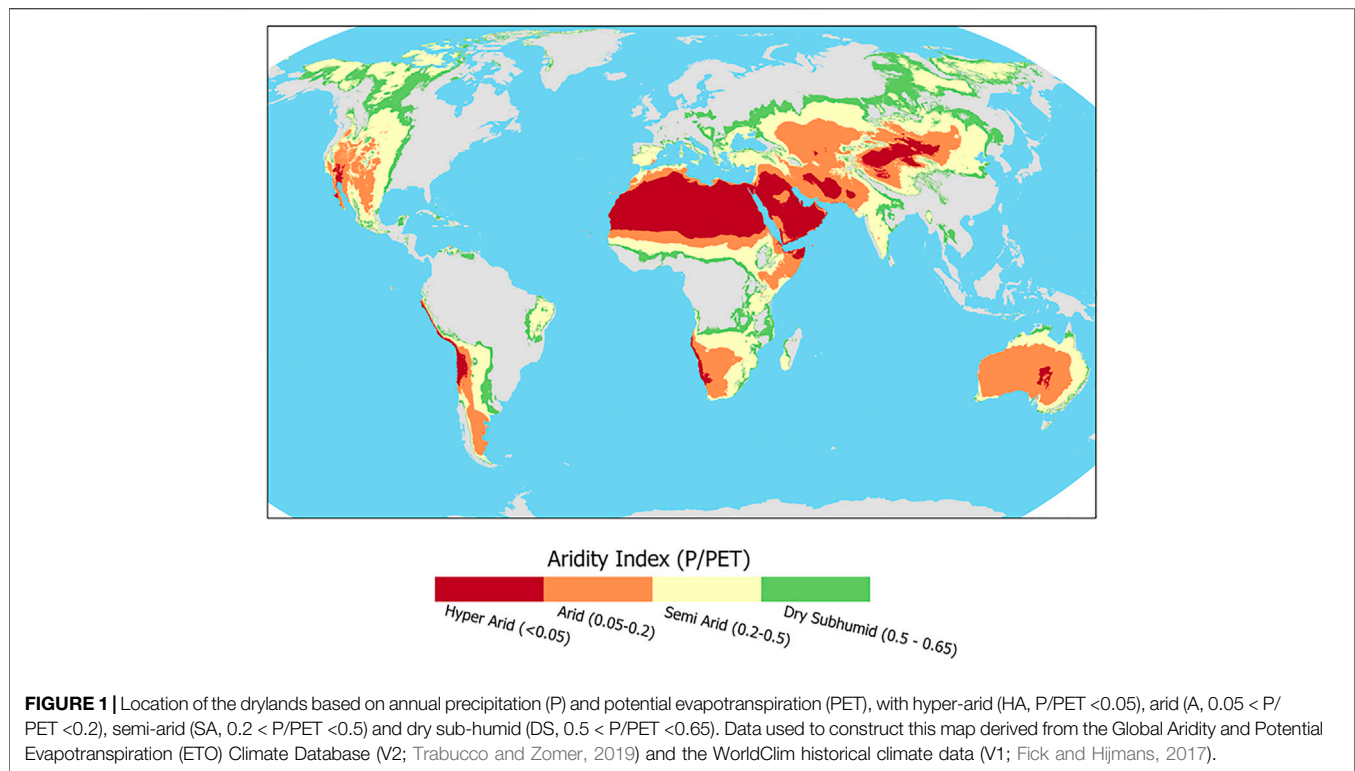 Aridity Index (P/PET)
Hyper Arid (<0.05)
Arid (0.05-0.2)
Semi Arid (0.2-0.5)
Dry Subhumid (0.5 - 0.65)
FIGURE 1 | Location of the drylands based on annual precipitation (P) and potential evapotranspiration (PET), with hyper-arid (HA, P/PET <0.05), arid (A, 0.05 < P/
PET <0.2), semi-arid (SA, 0.2 < P/PET <0.5) and dry sub-humid (DS, 0.5 < P/PET <0.65). Data used to construct this map derived from the Global Aridity and Potential
Evapotranspiration (ETO) Climate Database (V2; Trabucco and Zomer, 2019) and the WorldClim historical climate data (V1; Fick and Hijmans, 2017).